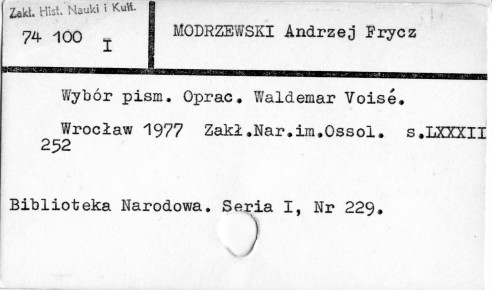 Zakł. Hist. Nauki i Kult.
74 100 I
MODRZEWSKI Andrzej Frycz
Wybór pism. Oprac. Waldemar Voisé.
Wrocław 1977 Zakł.Nar.im.Ossol. s.LXXXII
252
Biblioteka Narodowa. Seria I, Nr 229.